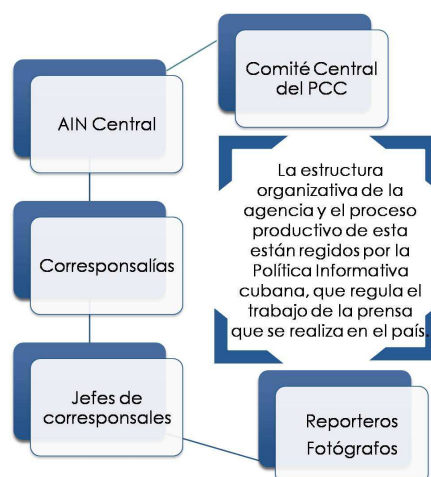 Comité Central
del PCC
AIN Central
La estructura
organizativa de la
agencia y el proceso
productivo de esta
están regidos por la
Política Informativa
cubana, que regula el
trabajo de la prensa
que se realiza en el país.
Corresponsalías
Jefes de
corresponsales
Reporteros
Fotógrafos